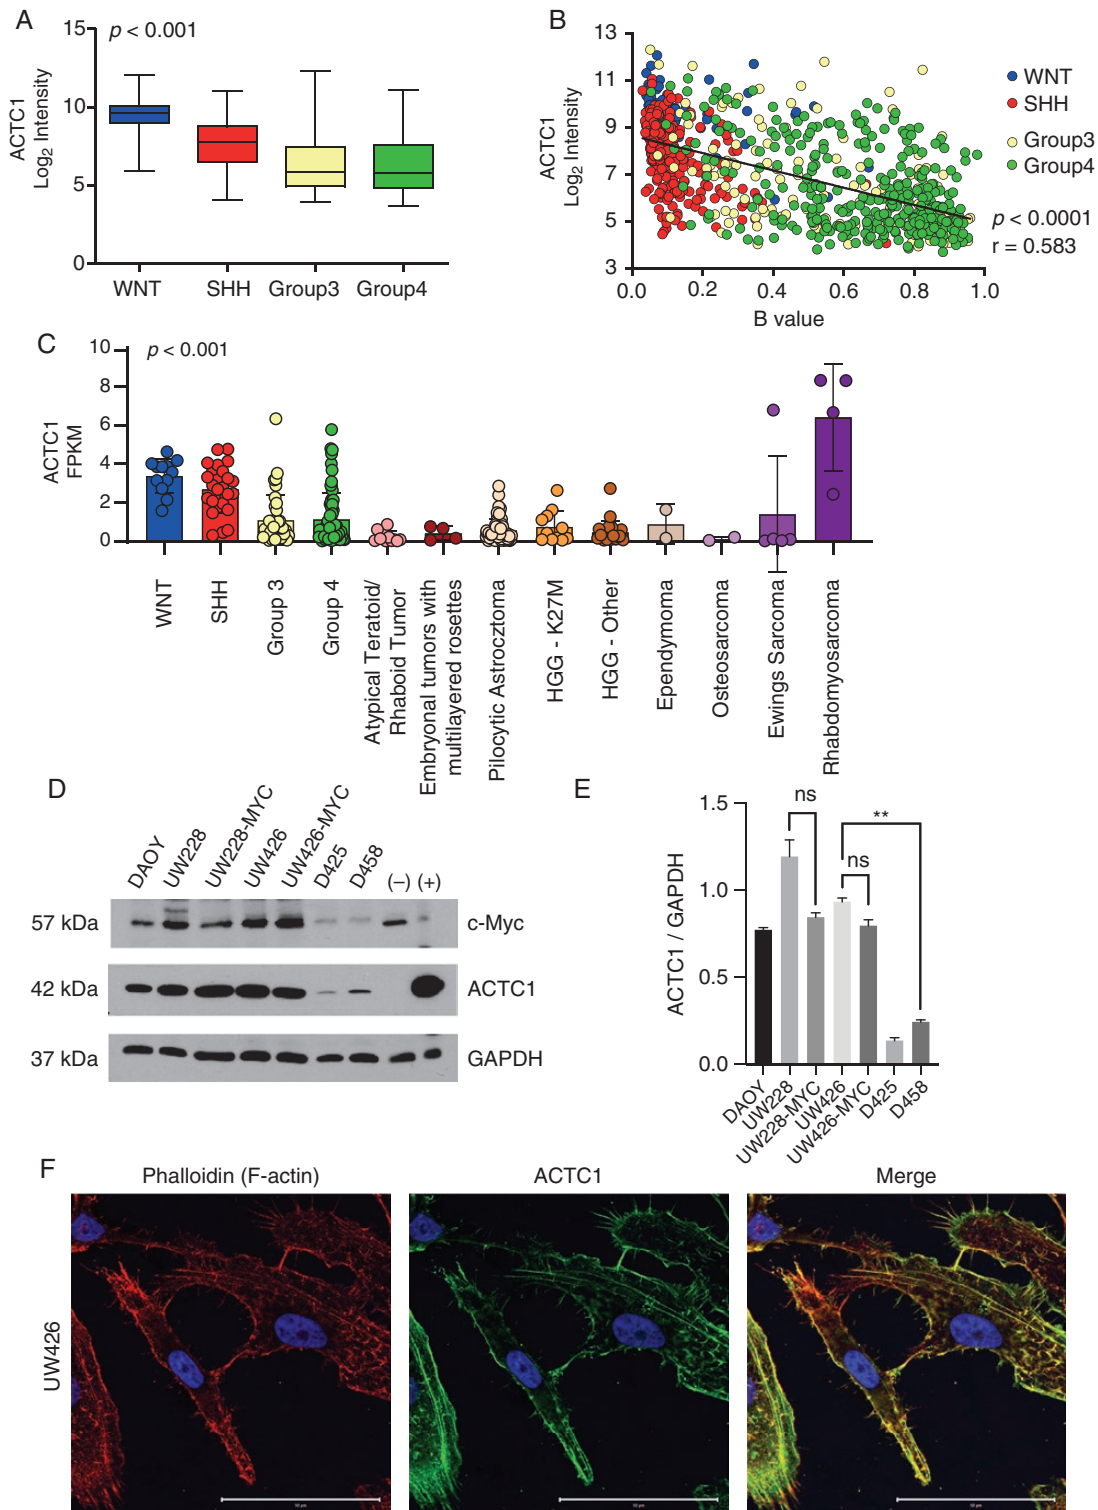 A
p < 0.001
ACTC1
Log2 Intensity
15
10
5
0
WNT
SHH
Group3
Group4
B
ACTC1
Log2 Intensity
13
11
9
7
5
3
0.0
0.2
0.4
0.6
0.8
1.0
B value
WNT
SHH
Group3
Group4
p < 0.0001
r = 0.583
C
p < 0.001
ACTC1
FPKM
10
8
6
4
2
0
WNT
SHH
Group 3
Group 4
Atypical Teratoid/
Rhaboid Tumor
Embryonal tumors with
multilayered rosettes
Pilocytic Astrocztoma
HGG - K27M
HGG - Other
Ependymoma
Osteosarcoma
Ewings Sarcoma
Rhabdomyosarcoma
D
DAOY
UW228
UW228-MYC
UW426
UW426-MYC
D425
D458
(–)
(+)
57 kDa
c-Myc
42 kDa
ACTC1
37 kDa
GAPDH
E
ACTC1 / GAPDH
1.5
1.0
0.5
0.0
ns
**
ns
DAOY
UW228
UW228-MYC
UW426
UW426-MYC
D425
D458
F
Phalloidin (F-actin)
ACTC1
Merge
UW426